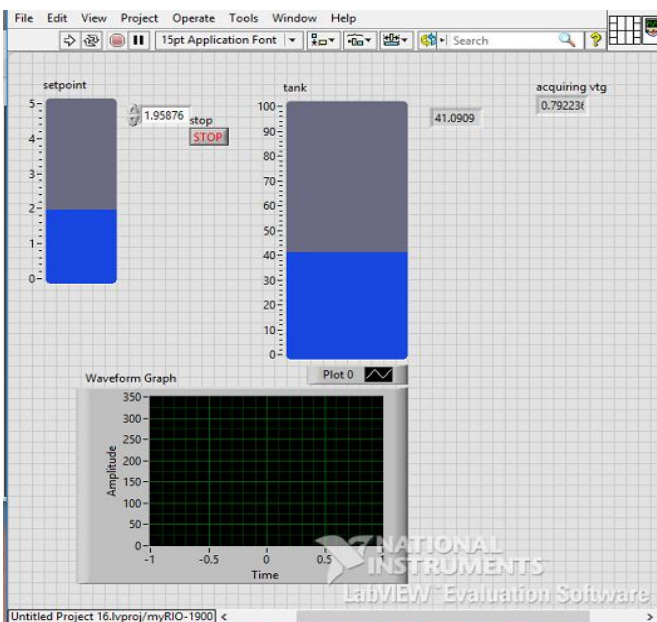 File Edit View Project Operate Tools Window Help
15pt Application Font Search
setpoint
tank
acquiring vtg
5
4
3
2
1
0
1.95876
stop
STOP
100
90
80
70
60
50
40
30
20
10
0
41.0909
0.79223
Waveform Graph
Plot 0
Amplitude
350
300
250
200
150
100
50
0
-1 -0.5 0 0.5 1
Time
NATIONAL
INSTRUMENTS
LabVIEW Evaluation Software
Untitled Project 16.lvproj/myRIO-1900